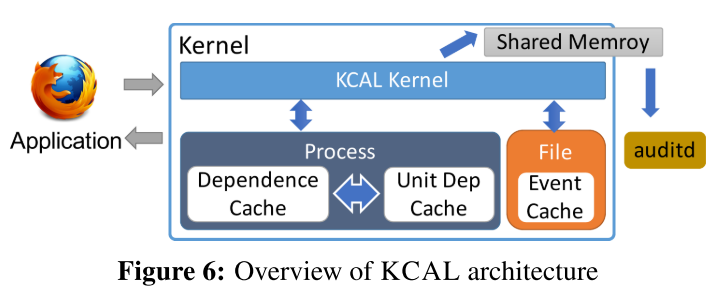 Kernel
Shared Memroy
KCAL Kernel
Application
Process
File
auditd
Dependence
Cache
Unit Dep
Cache
Event
Cache
Figure 6: Overview of KCAL architecture